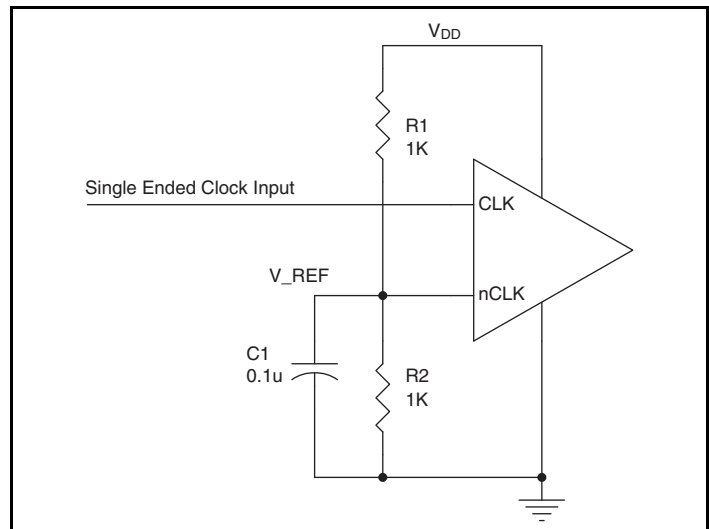 VDD
R1
1K
Single Ended Clock Input
CLK
V_REF
nCLK
C1
0.1u
R2
1K